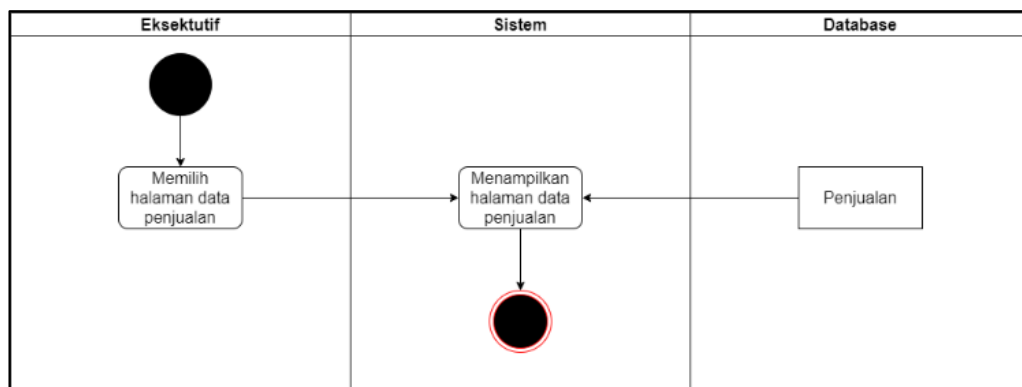 Eksektutif
Sistem
Database
Memilih
halaman data
penjualan
Menampilkan
halaman data
penjualan
Penjualan